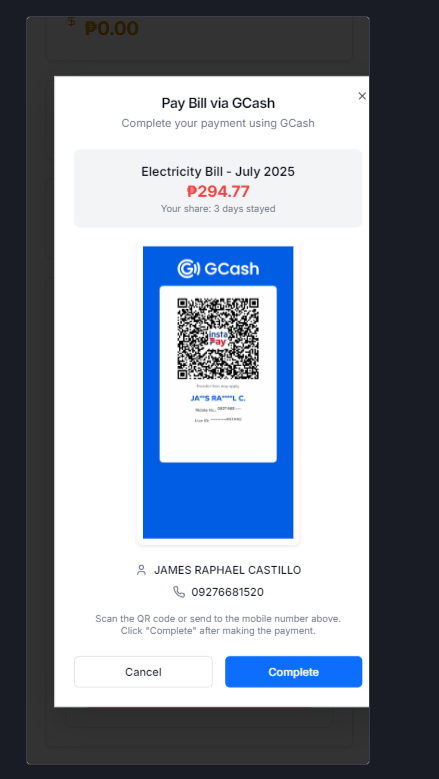 $
₱0.00
Pay Bill via GCash
Complete your payment using GCash
Electricity Bill - July 2025
₱294.77
Your share: 3 days stayed
GCash
insta
Pay
Transfer fees may apply.
JA**S RA****L C.
Mobile No.:
User ID:
JAMES RAPHAEL CASTILLO
09276681520
Scan the QR code or send to the mobile number above.
Click "Complete" after making the payment.
Cancel
Complete